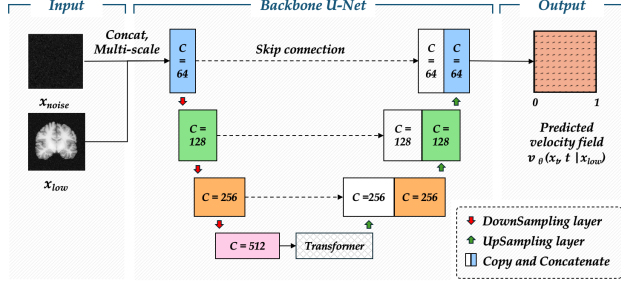 Input
Backbone U-Net
Output
Concat,
Multi-scale
Skip connection
C
=
64
C
=
64
C
=
64
x_noise
x_low
C =
128
C
= 128
C
= 128
C = 256
C =256
C = 256
C = 512
Transformer
0 1
Predicted
velocity field
v_θ (x_t, t | x_low)
DownSampling layer
UpSampling layer
Copy and Concatenate